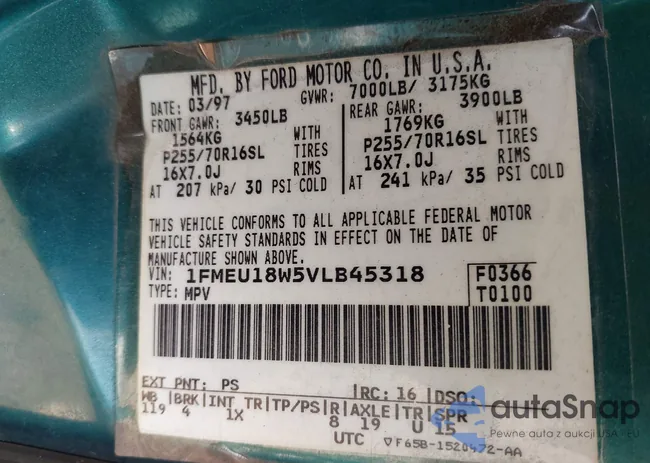 MFD. BY FORD MOTOR CO. IN U.S.A.
DATE: 03/97 GVWR: 7000LB/ 3175KG
FRONT GAWR: 3450LB REAR GAWR: 3900LB
1564KG WITH 1769KG WITH
P255/70R16SL TIRES P255/70R16SL TIRES
16X7.0J RIMS 16X7.0J RIMS
AT 207 kPa/ 30 PSI COLD AT 241 kPa/ 35 PSI COLD
THIS VEHICLE CONFORMS TO ALL APPLICABLE FEDERAL MOTOR
VEHICLE SAFETY STANDARDS IN EFFECT ON THE DATE OF
MANUFACTURE SHOWN ABOVE.
VIN: 1FMEU18W5VLB45318 F0366
TYPE: MPV T0100
EXT PNT: PS RC: 16 DSO:
WB BRK INT TR TP/PS R AXLE TR SPR
119 4 1X 8 19 U 15
UTC ▽F65B-1520472-AA
autoSnap
Pewne auta z aukcji USA